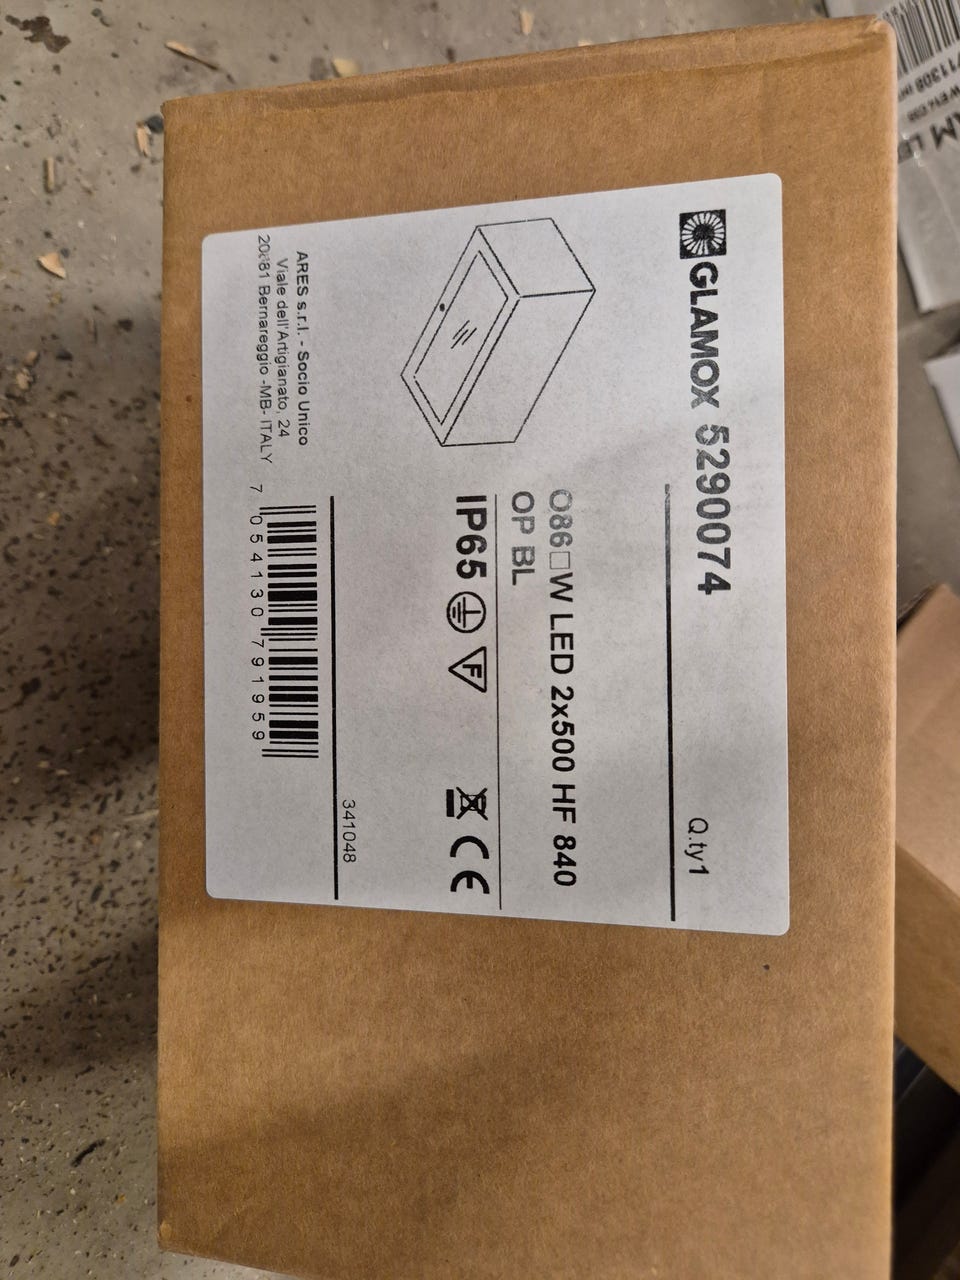 GLAMOX 5290074
Q.ty1
O86□W LED 2x500 HF 840
OP BL
IP65
F
CE
341048
ARES s.r.l. - Socio Unico
Viale dell'Artigianato, 24
20881 Bernareggio -MB- ITALY
7 054130 791959